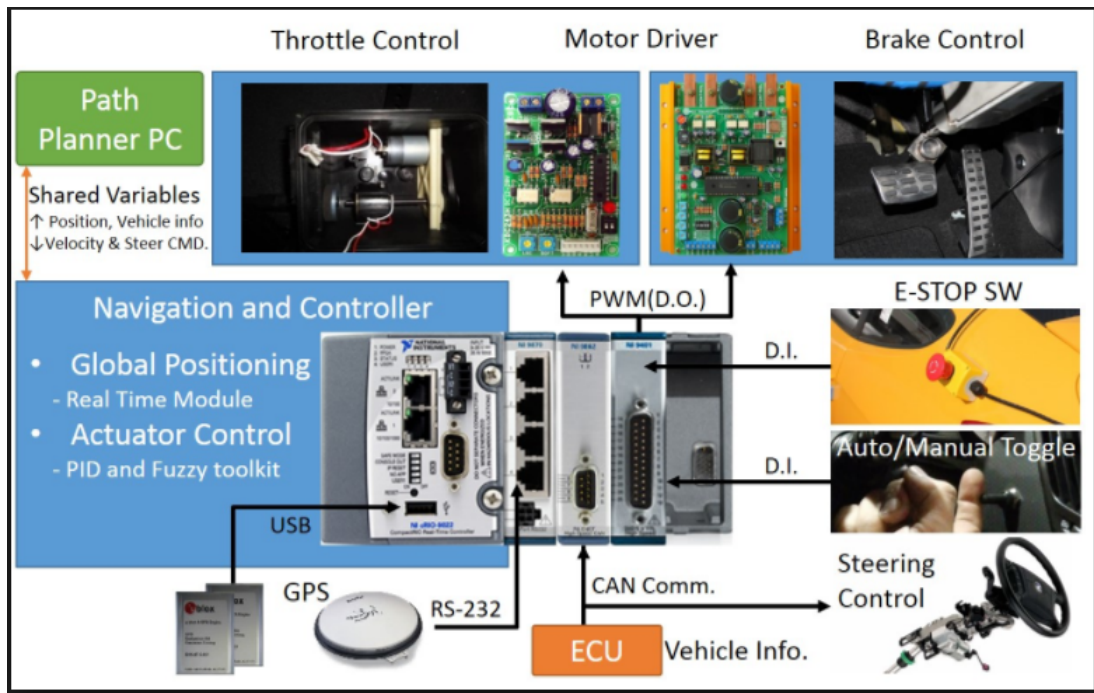 Throttle Control
Motor Driver
Brake Control
Path
Planner PC
Shared Variables
↑ Position, Vehicle info
↓Velocity & Steer CMD.
PWM(D.O.)
E-STOP SW
Navigation and Controller
• Global Positioning
- Real Time Module
• Actuator Control
- PID and Fuzzy toolkit
NATIONAL
INSTRUMENTS
D.I.
Auto/Manual Toggle
D.I.
USB
GPS
RS-232
CAN Comm.
Steering
Control
ECU
Vehicle Info.
blox